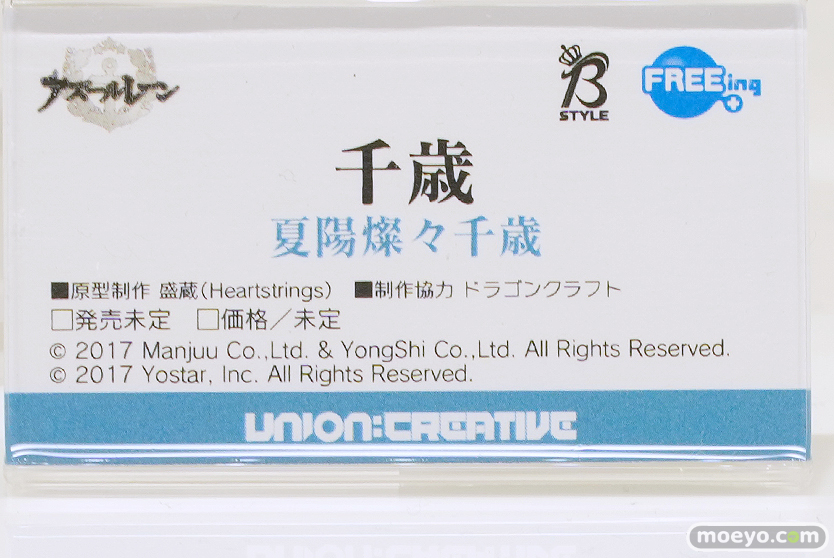 アズールレーン
B STYLE
FREEing
千歳
夏陽燦々千歳
■原型制作 盛蔵(Heartstrings) ■制作協力 ドラゴンクラフト
□発売未定 □価格／未定
© 2017 Manjuu Co.,Ltd. & YongShi Co.,Ltd. All Rights Reserved.
© 2017 Yostar, Inc. All Rights Reserved.
UNION:CREATIVE
moeyo.com